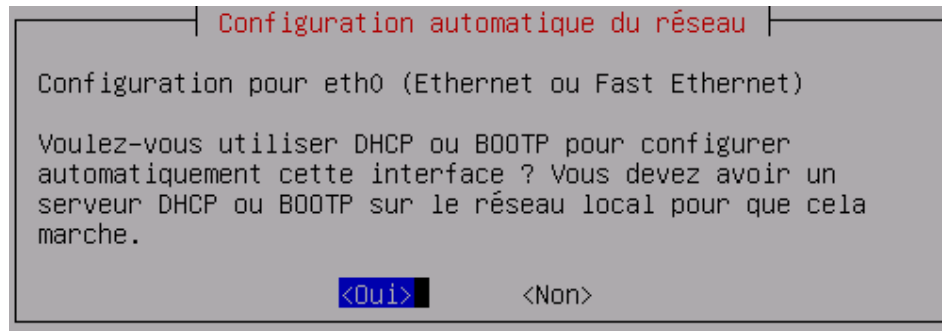 Configuration automatique du réseau
Configuration pour eth0 (Ethernet ou Fast Ethernet)
Voulez-vous utiliser DHCP ou BOOTP pour configurer
automatiquement cette interface ? Vous devez avoir un
serveur DHCP ou BOOTP sur le réseau local pour que cela
marche.
<Oui> <Non>